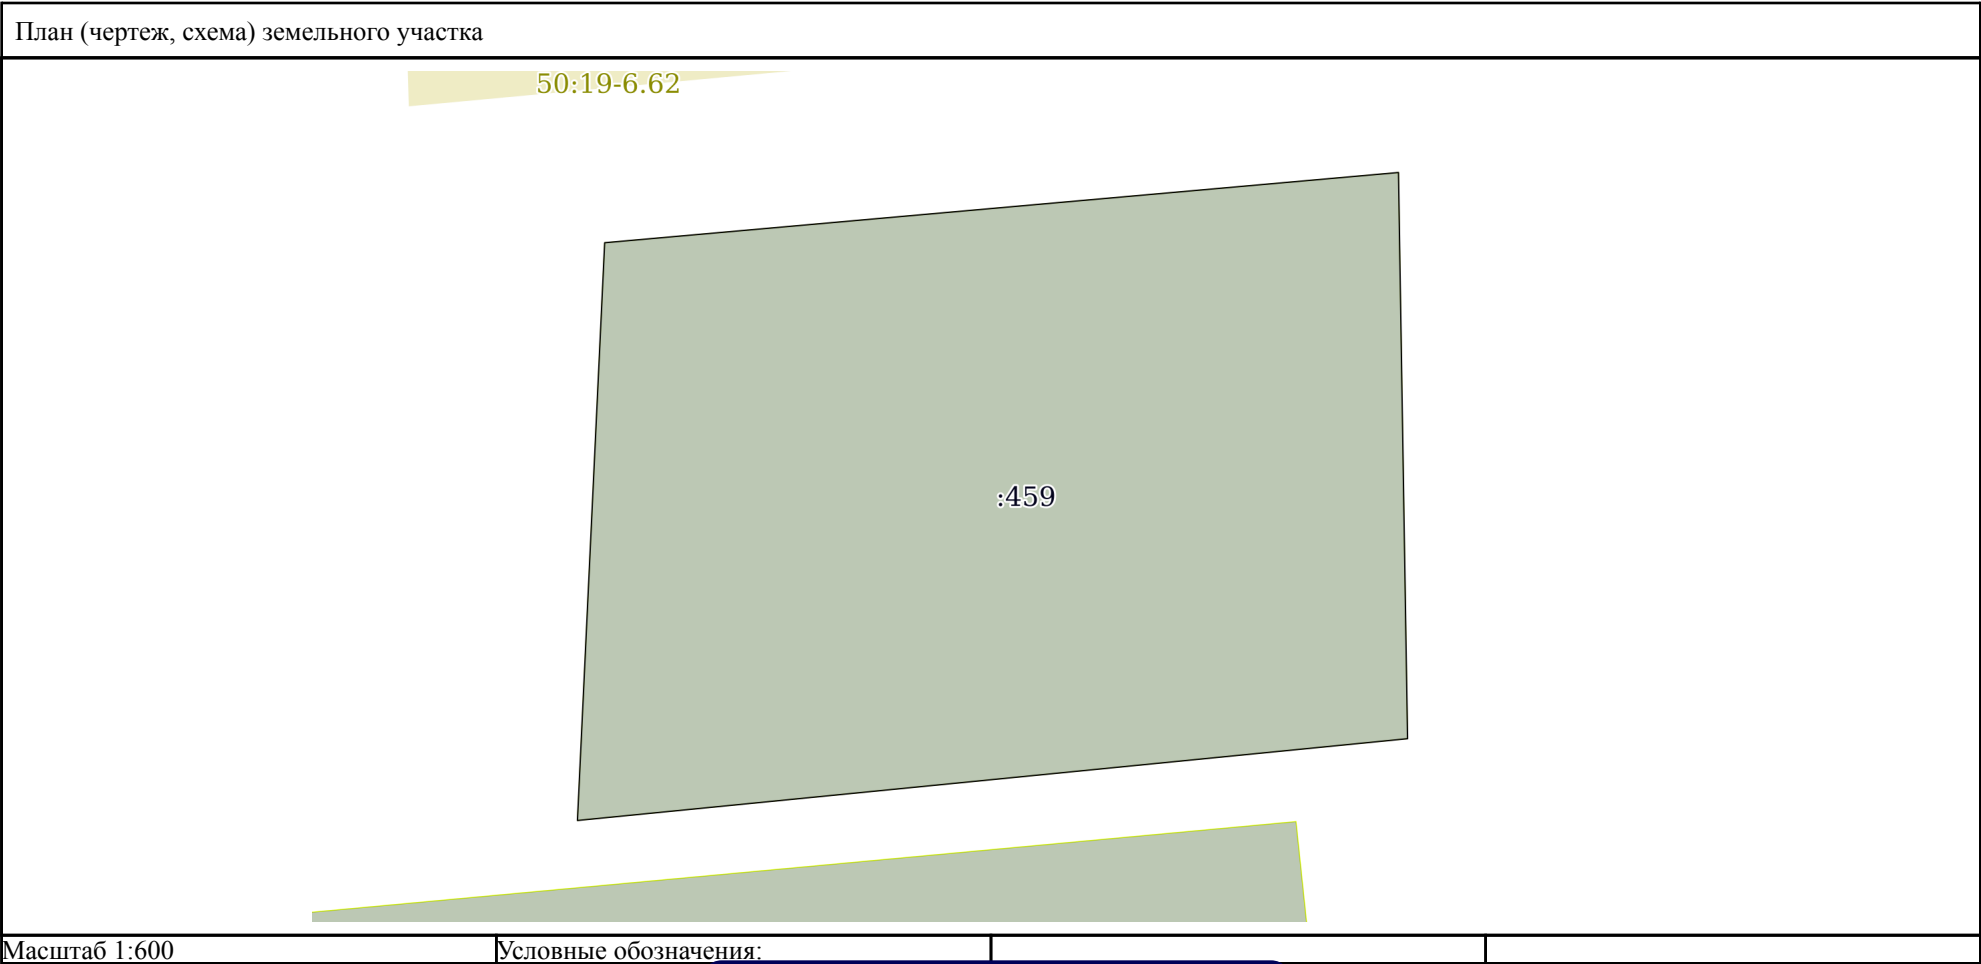 План (чертеж, схема) земельного участка
50:19-6.62
:459
Масштаб 1:600
Условные обозначения: